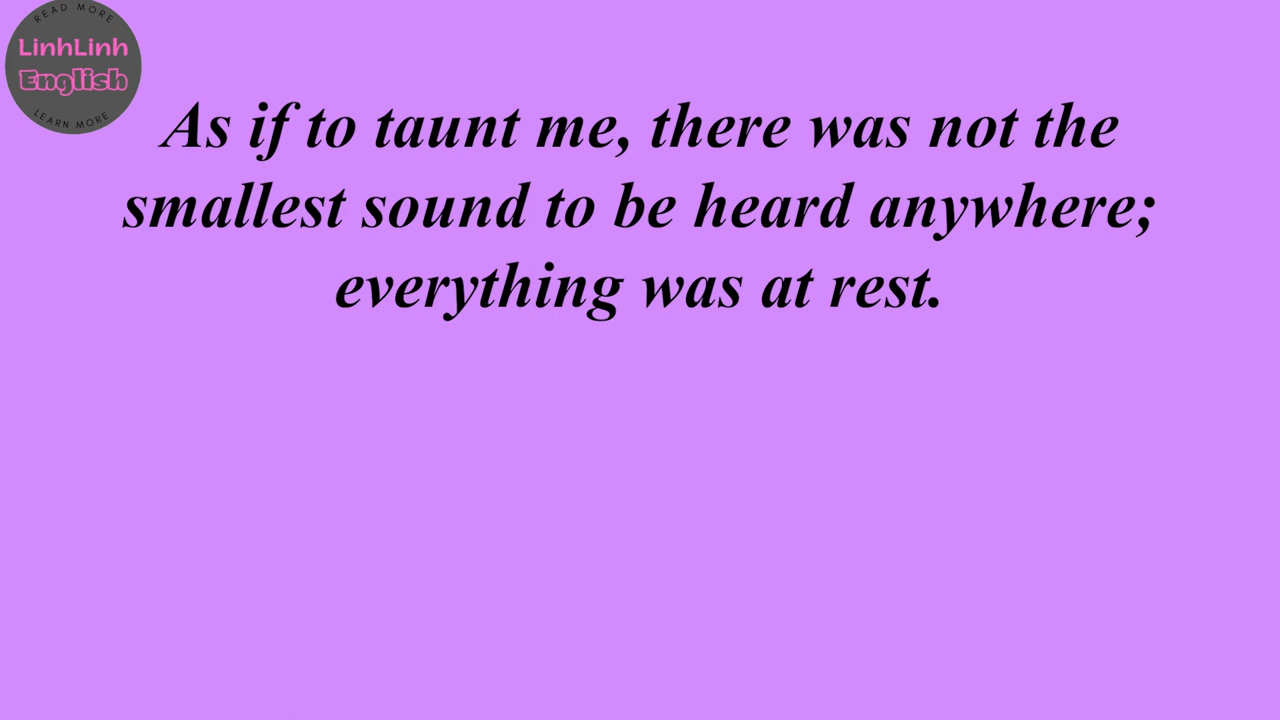 READ MORE
LinhLinh
English
LEARN MORE
As if to taunt me, there was not the
smallest sound to be heard anywhere;
everything was at rest.